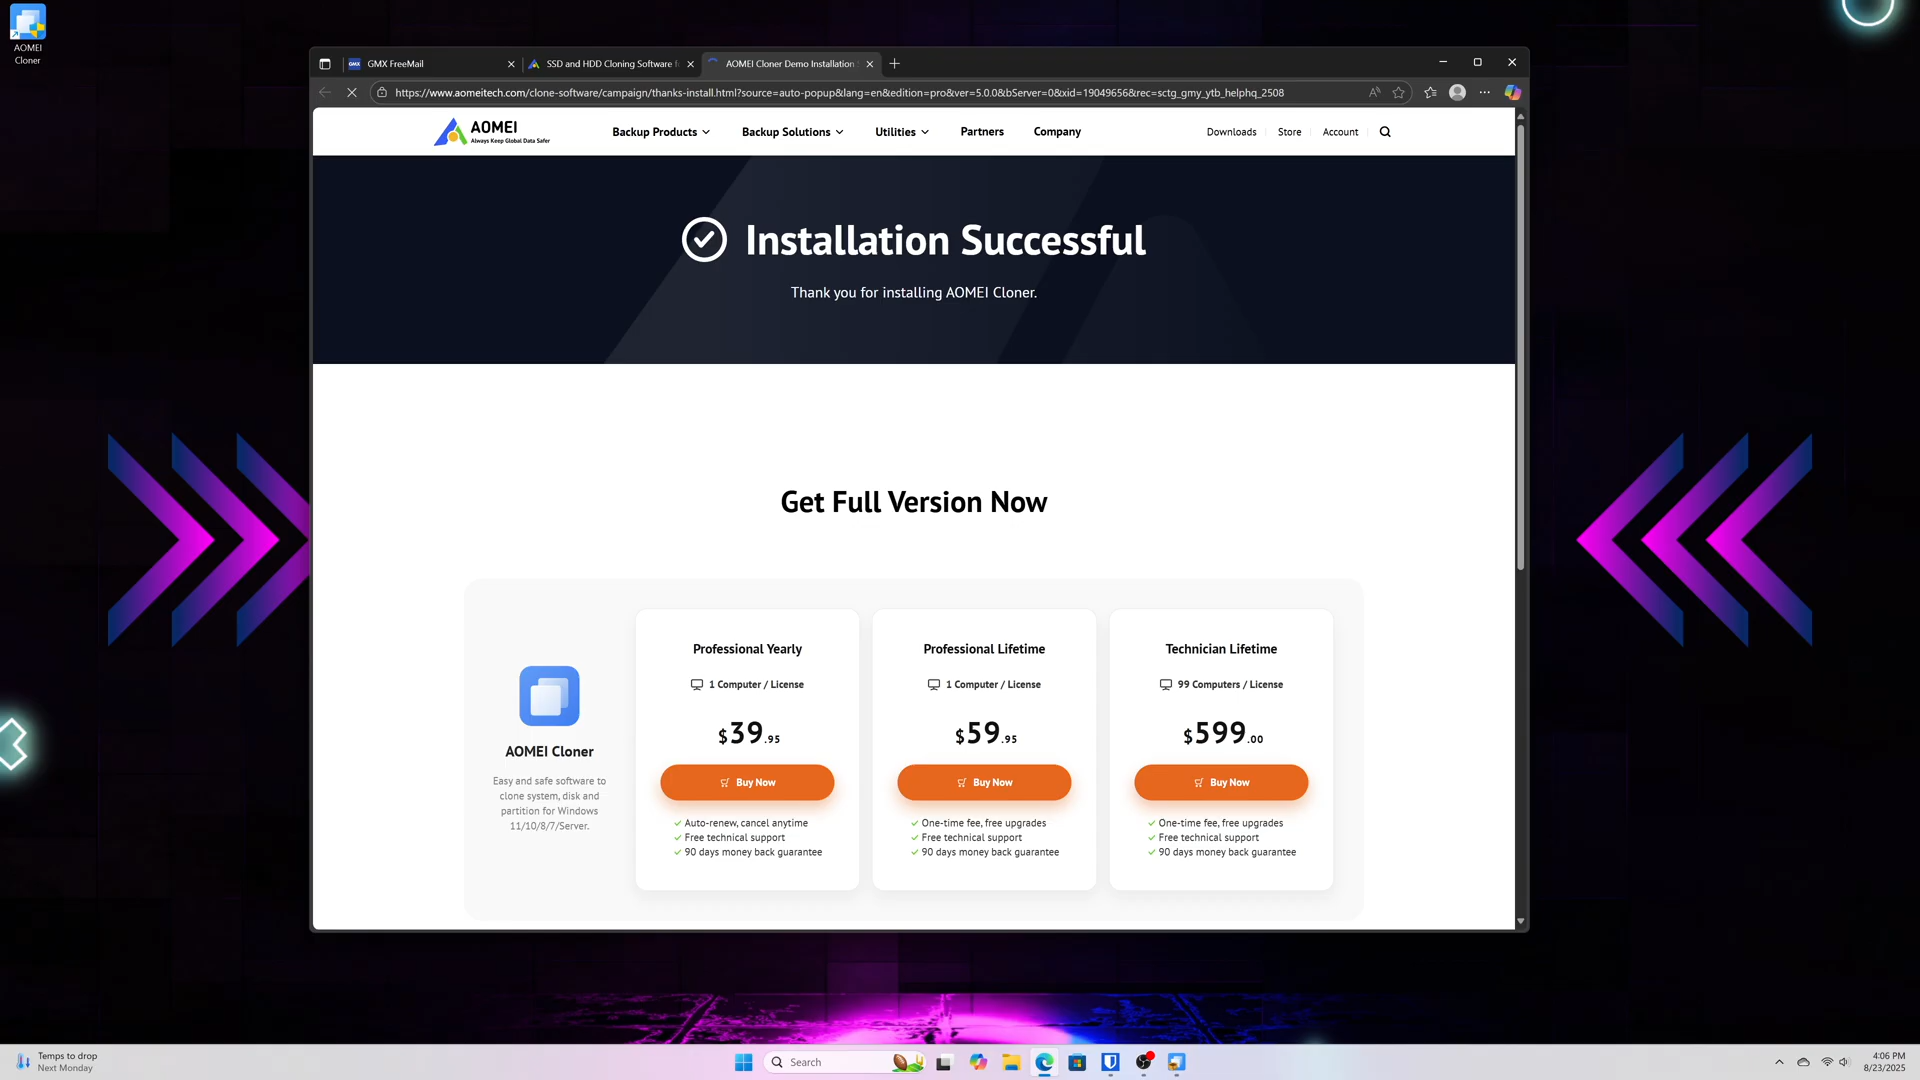 AOMEI
Cloner
GMX FreeMail
SSD and HDD Cloning Software f
AOMEI Cloner Demo Installation
https://www.aomeitech.com/clone-software/campaign/thanks-install.html?source=auto-popup&lang=en&edition=pro&ver=5.0.0&bServer=0&xid=19049656&rec=sctg_gmy_ytb_helphq_2508
AOMEI
Always Keep Global Data Safer
Backup Products
Backup Solutions
Utilities
Partners
Company
Downloads
Store
Account
Installation Successful
Thank you for installing AOMEI Cloner.
Get Full Version Now
AOMEI Cloner
Easy and safe software to
clone system, disk and
partition for Windows
11/10/8/7/Server.
Professional Yearly
1 Computer / License
$39.95
Buy Now
Auto-renew, cancel anytime
Free technical support
90 days money back guarantee
Professional Lifetime
1 Computer / License
$59.95
Buy Now
One-time fee, free upgrades
Free technical support
90 days money back guarantee
Technician Lifetime
99 Computers / License
$599.00
Buy Now
One-time fee, free upgrades
Free technical support
90 days money back guarantee
Temps to drop
Next Monday
Search
4:06 PM
8/23/2025